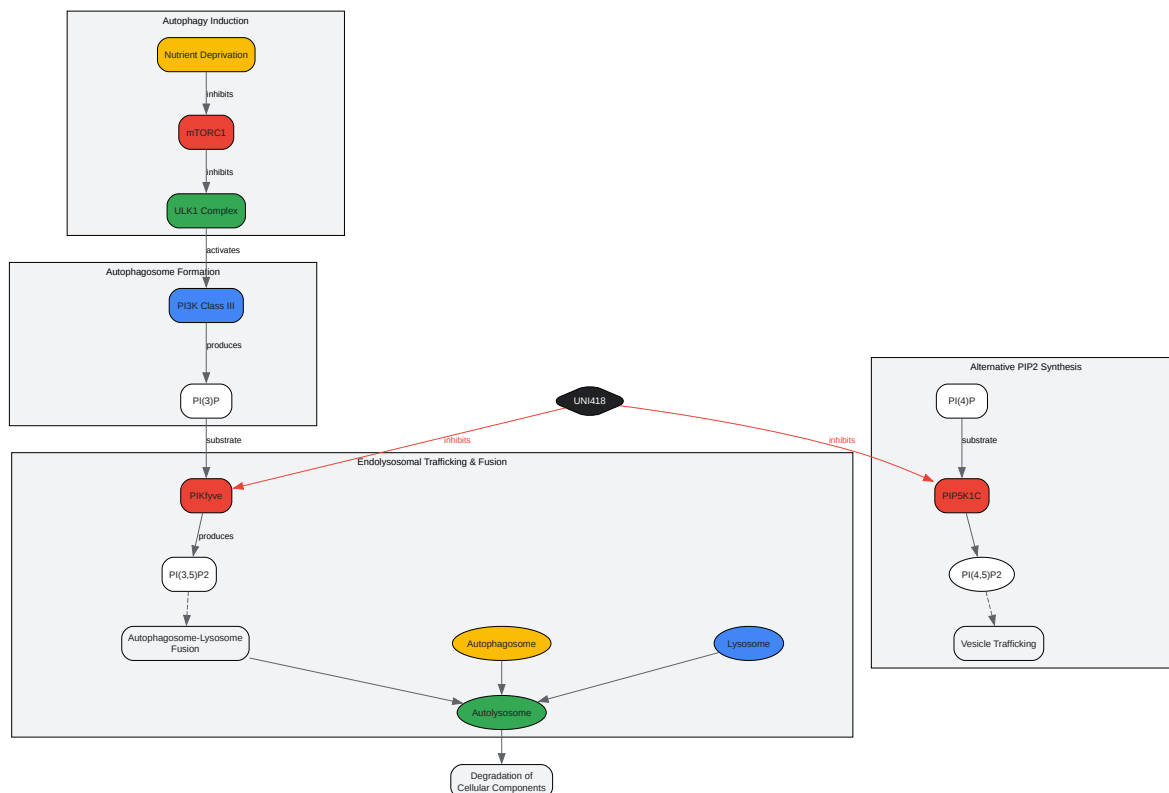 Autophagy Induction
Nutrient Deprivation
inhibits
mTORC1
inhibits
ULK1 Complex
activates
Autophagosome Formation
PI3K Class III
produces
PI(3)P
substrate
UNI418
inhibits
inhibits
Alternative PIP2 Synthesis
PI(4)P
substrate
PIP5K1C
PI(4,5)P2
Vesicle Trafficking
Endolysosomal Trafficking & Fusion
PIKfyve
produces
PI(3,5)P2
Autophagosome-Lysosome
Fusion
Autophagosome
Lysosome
Autolysosome
Degradation of
Cellular Components